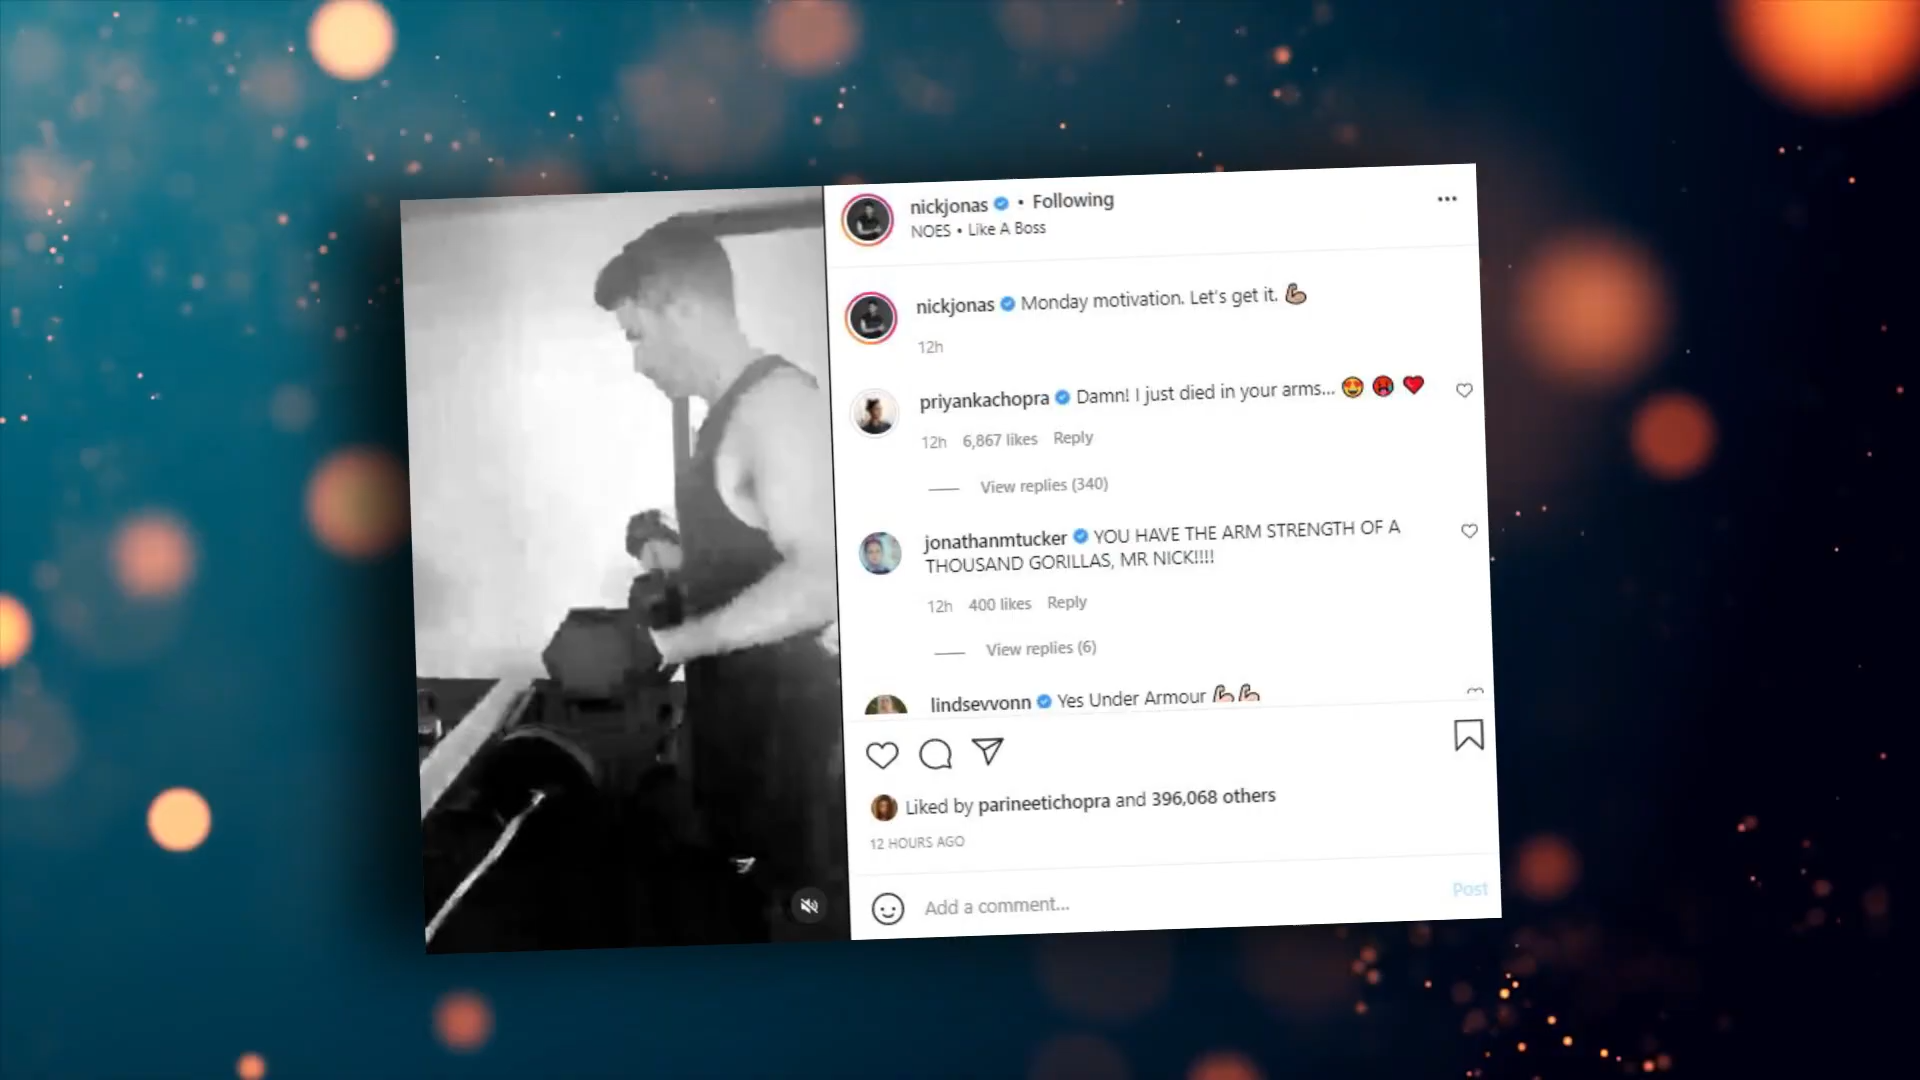 nickjonas • Following
NOES • Like A Boss
nickjonas Monday motivation. Let's get it. 💪🏼
12h
priyankachopra Damn! I just died in your arms... 😍 🥵 ❤️
12h 6,867 likes Reply
View replies (340)
jonathanmtucker YOU HAVE THE ARM STRENGTH OF A
THOUSAND GORILLAS, MR NICK!!!!
12h 400 likes Reply
View replies (6)
lindseyvonn Yes Under Armour 💪🏼💪🏼
Liked by parineetichopra and 396,068 others
12 HOURS AGO
Add a comment...
Post